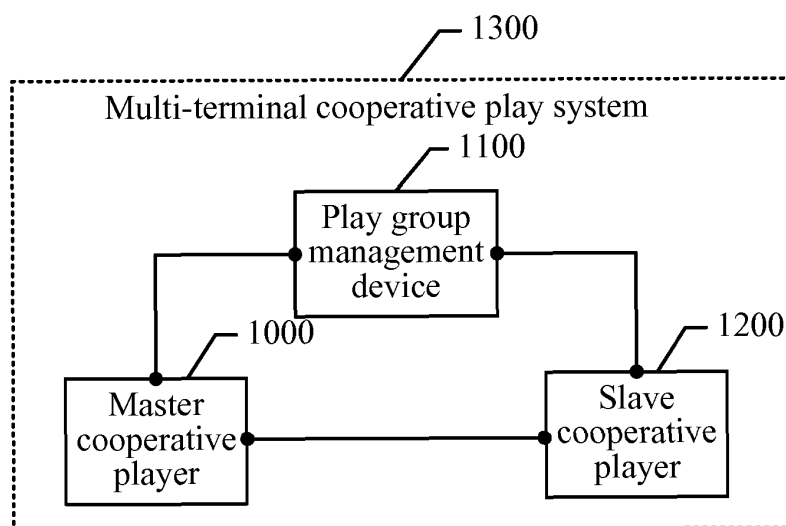 1300
Multi-terminal cooperative play system
1100
Play group
management
device
1000
1200
Master
cooperative
player
Slave
cooperative
player